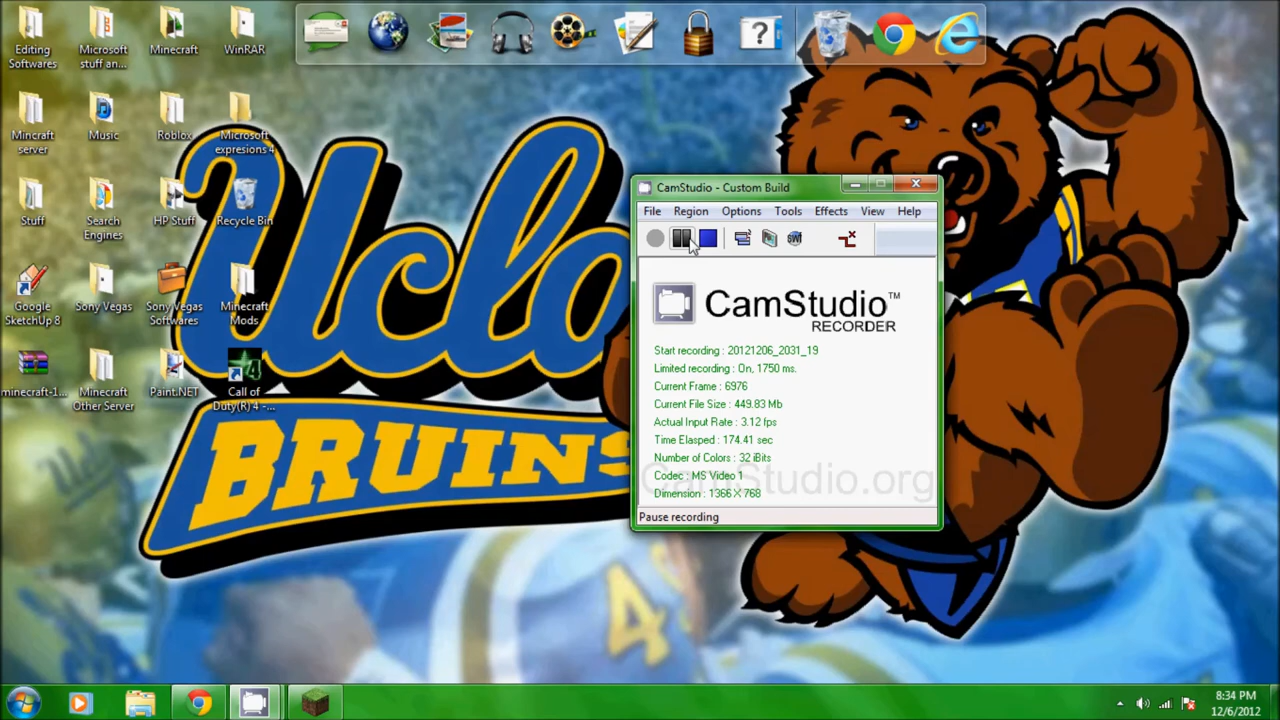 Editing
Softwares
Microsoft
stuff an...
Minecraft
WinRAR
Mincraft
server
Music
Roblox
Microsoft
expresions 4
Stuff
Search
Engines
HP Stuff
Recycle Bin
Google
SketchUp 8
Sony Vegas
Sony Vegas
Softwares
Minecraft
Mods
minecraft-1...
Minecraft
Other Server
Paint.NET
Call of
Duty(R) 4 -...
Ucla
BRUINS
4
CamStudio - Custom Build
File Region Options Tools Effects View Help
CamStudio™
RECORDER
Start recording : 20121206_2031_19
Limited recording : On, 1750 ms.
Current Frame : 6976
Current File Size : 449.83 Mb
Actual Input Rate : 3.12 fps
Time Elasped : 174.41 sec
Number of Colors : 32 iBits
Codec : MS Video 1
Dimension : 1366 X 768
CamStudio.org
Pause recording
8:34 PM
12/6/2012